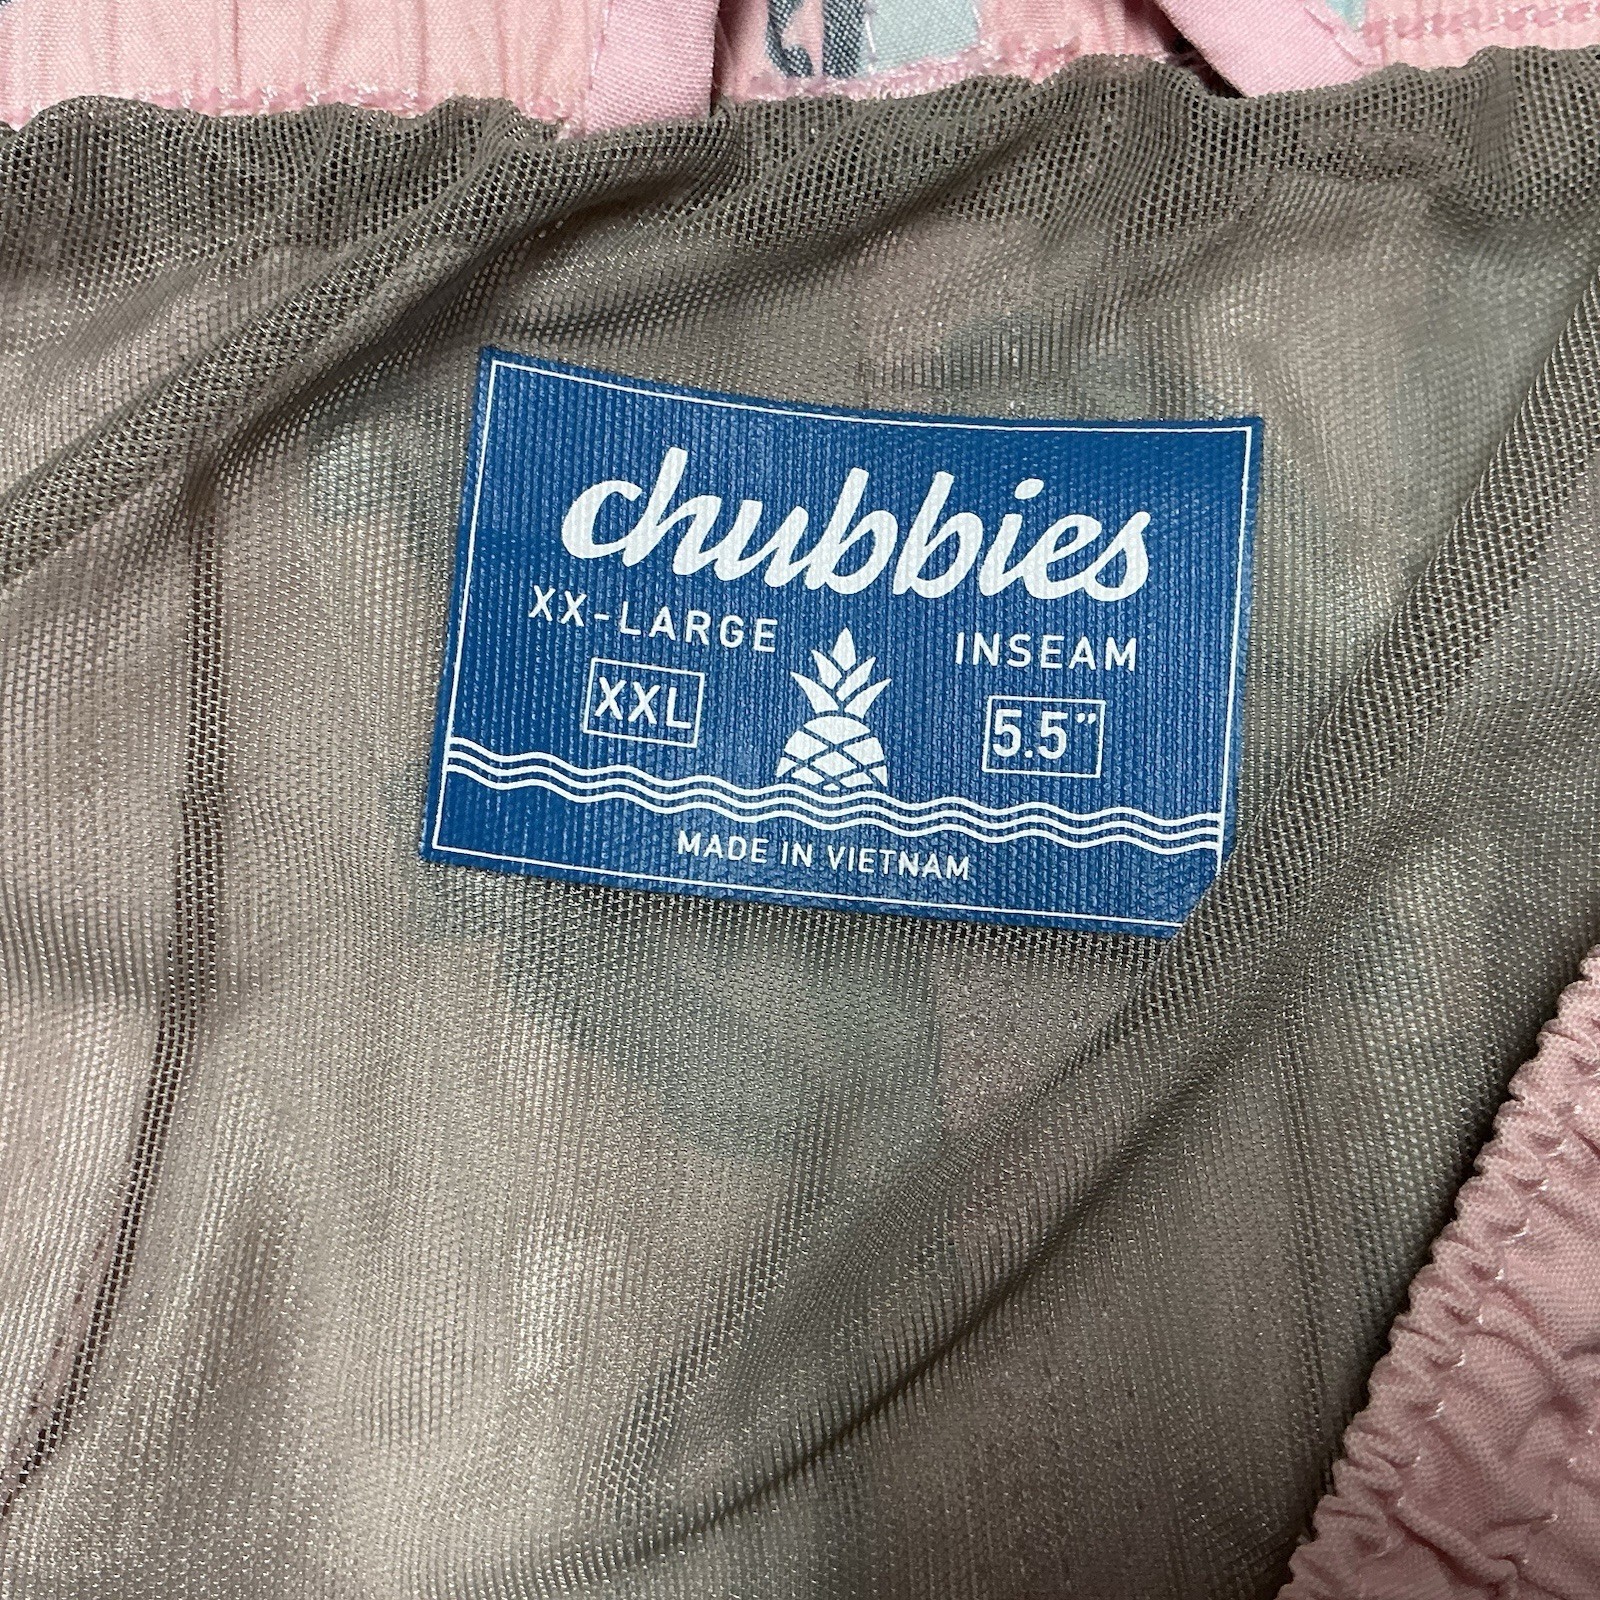 chubbies
XX-LARGE INSEAM
XXL 5.5"
MADE IN VIETNAM